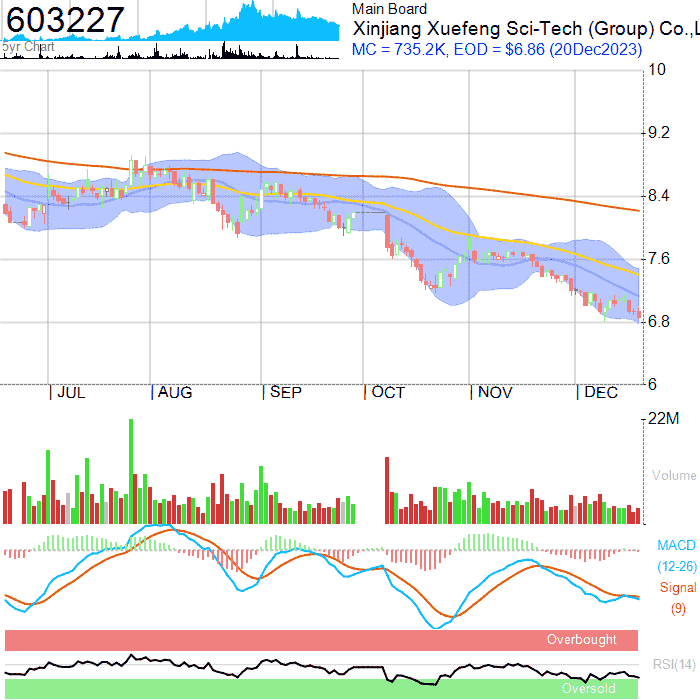 603227
5yr Chart
Main Board
Xinjiang Xuefeng Sci-Tech (Group) Co.,L
MC = 735.2K, EOD = $6.86 (20Dec2023)
10
9.2
8.4
7.6
6.8
6
JUL AUG SEP OCT NOV DEC
22M
Volume
MACD
(12-26)
Signal
(9)
Overbought
RSI(14)
Oversold